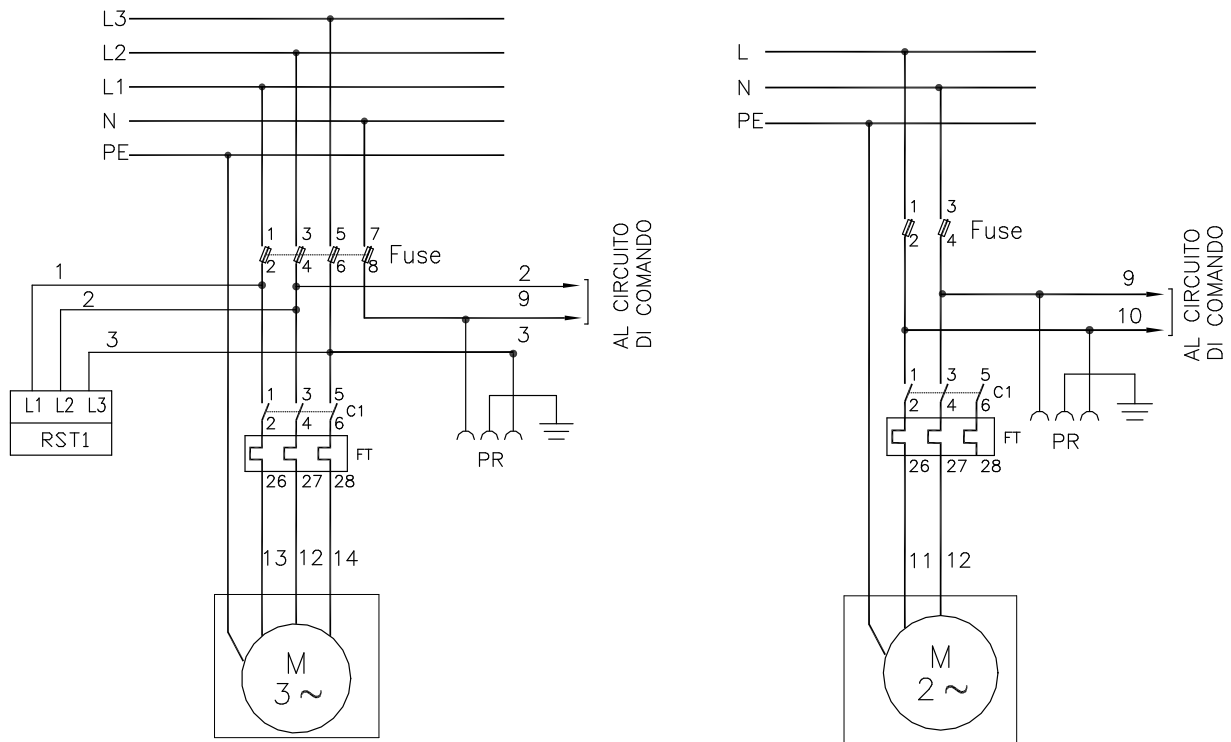 L3
L2
L1
N
PE
1 3 5 7
Fuse
2 4 6 8
1
2
3
2
9
3
AL CIRCUITO
DI COMANDO
L1 L2 L3
RST1
1 3 5
C1
2 4 6
FT
26 27 28
PR
13 12 14
M
3 ~
L
N
PE
1 3
Fuse
2 4
9
10
AL CIRCUITO
DI COMANDO
1 3 5
C1
2 4 6
FT
26 27 28
PR
11 12
M
2 ~